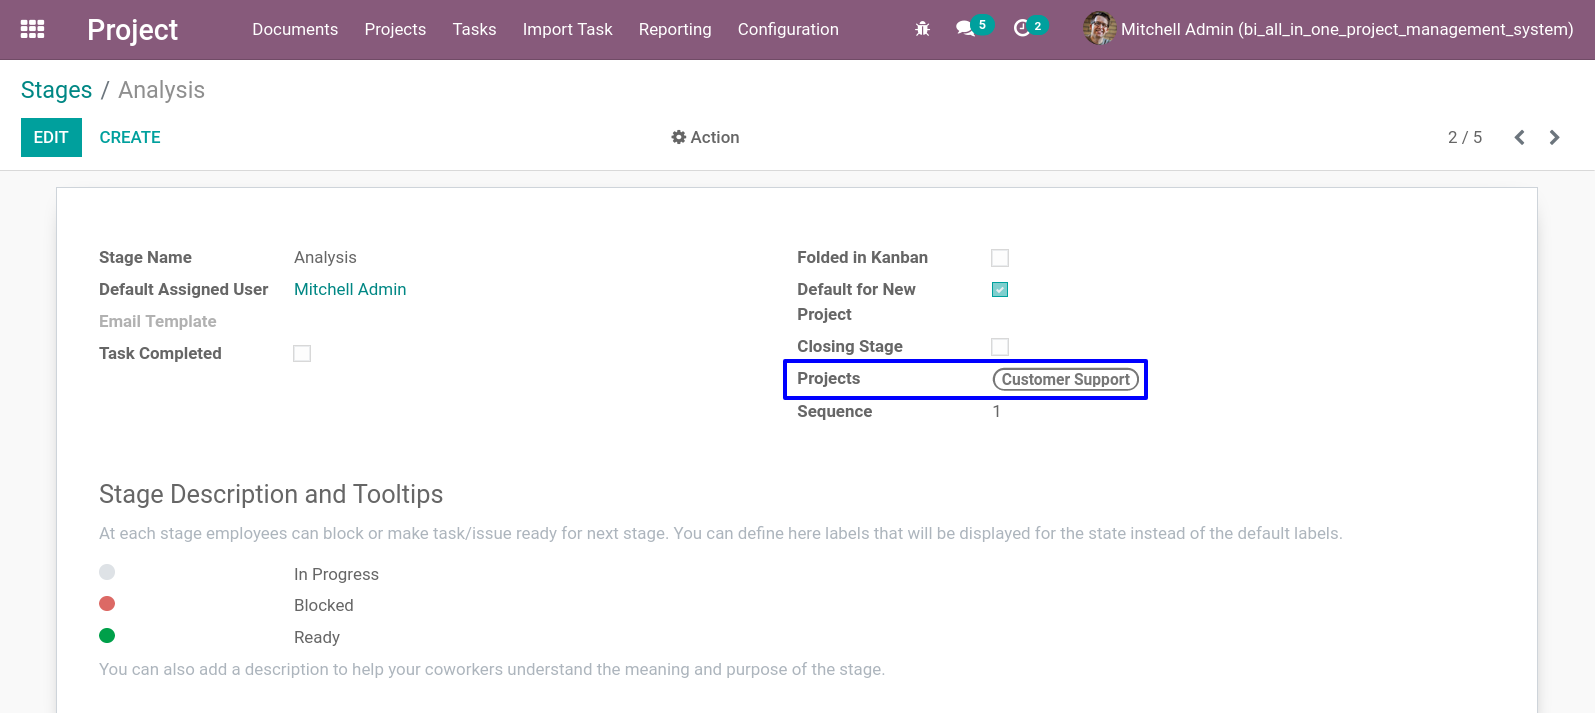 Project Documents Projects Tasks Import Task Reporting Configuration 5 2 Mitchell Admin (bi_all_in_one_project_management_system)
Stages / Analysis
EDIT CREATE Action 2 / 5
Stage Name Analysis
Default Assigned User Mitchell Admin
Email Template
Task Completed
Folded in Kanban
Default for New
Project
Closing Stage
Projects Customer Support
Sequence 1
Stage Description and Tooltips
At each stage employees can block or make task/issue ready for next stage. You can define here labels that will be displayed for the state instead of the default labels.
In Progress
Blocked
Ready
You can also add a description to help your coworkers understand the meaning and purpose of the stage.